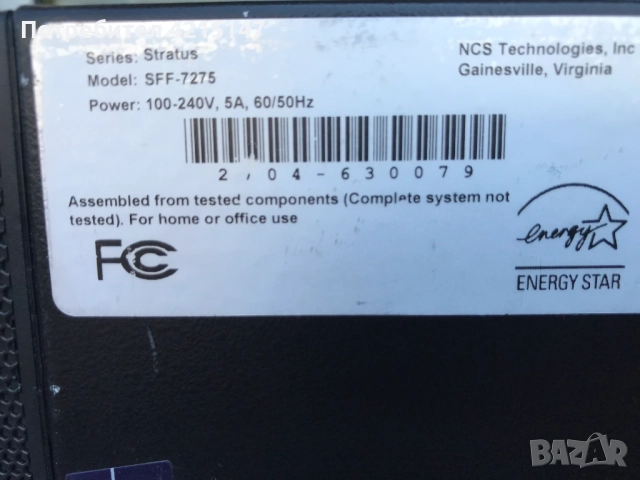 Потребител
Series: Stratus
Model: SFF-7275
Power: 100-240V, 5A, 60/50Hz
NCS Technologies, Inc
Gainesville, Virginia
04-630079
Assembled from tested components (Complete system not
tested). For home or office use
FC
energy
ENERGY STAR
BAZAR